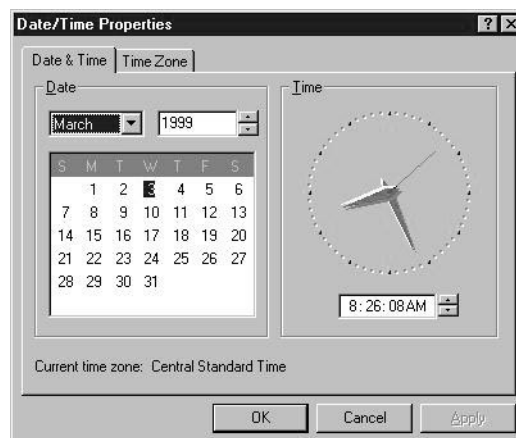 Date/Time Properties
Date & Time Time Zone
Date
March 1999
S M T W T F S
1 2 3 4 5 6
7 8 9 10 11 12 13
14 15 16 17 18 19 20
21 22 23 24 25 26 27
28 29 30 31
Time
8:26:08AM
Current time zone: Central Standard Time
OK Cancel Apply